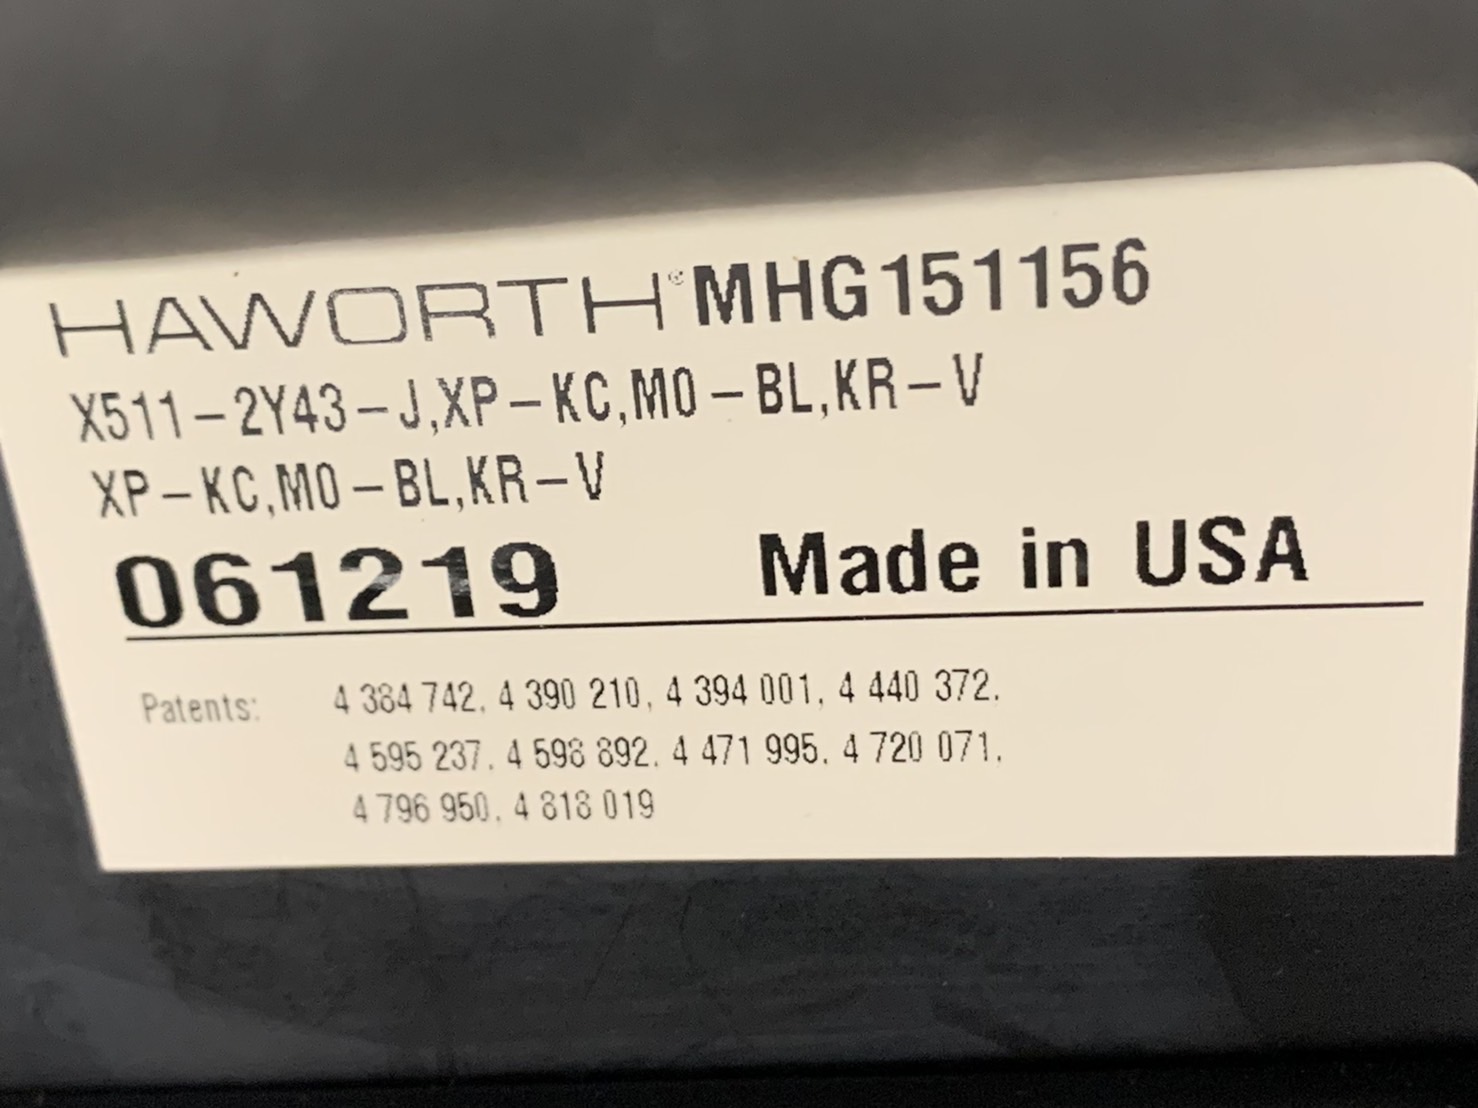 HAWORTH® MHG151156
X511-2Y43-J,XP-KC,MO-BL,KR-V
XP-KC,MO-BL,KR-V
061219 Made in USA
Patents: 4 384 742, 4 390 210, 4 394 001, 4 440 372,
4 595 237, 4 598 892, 4 471 995, 4 720 071,
4 796 950, 4 818 019